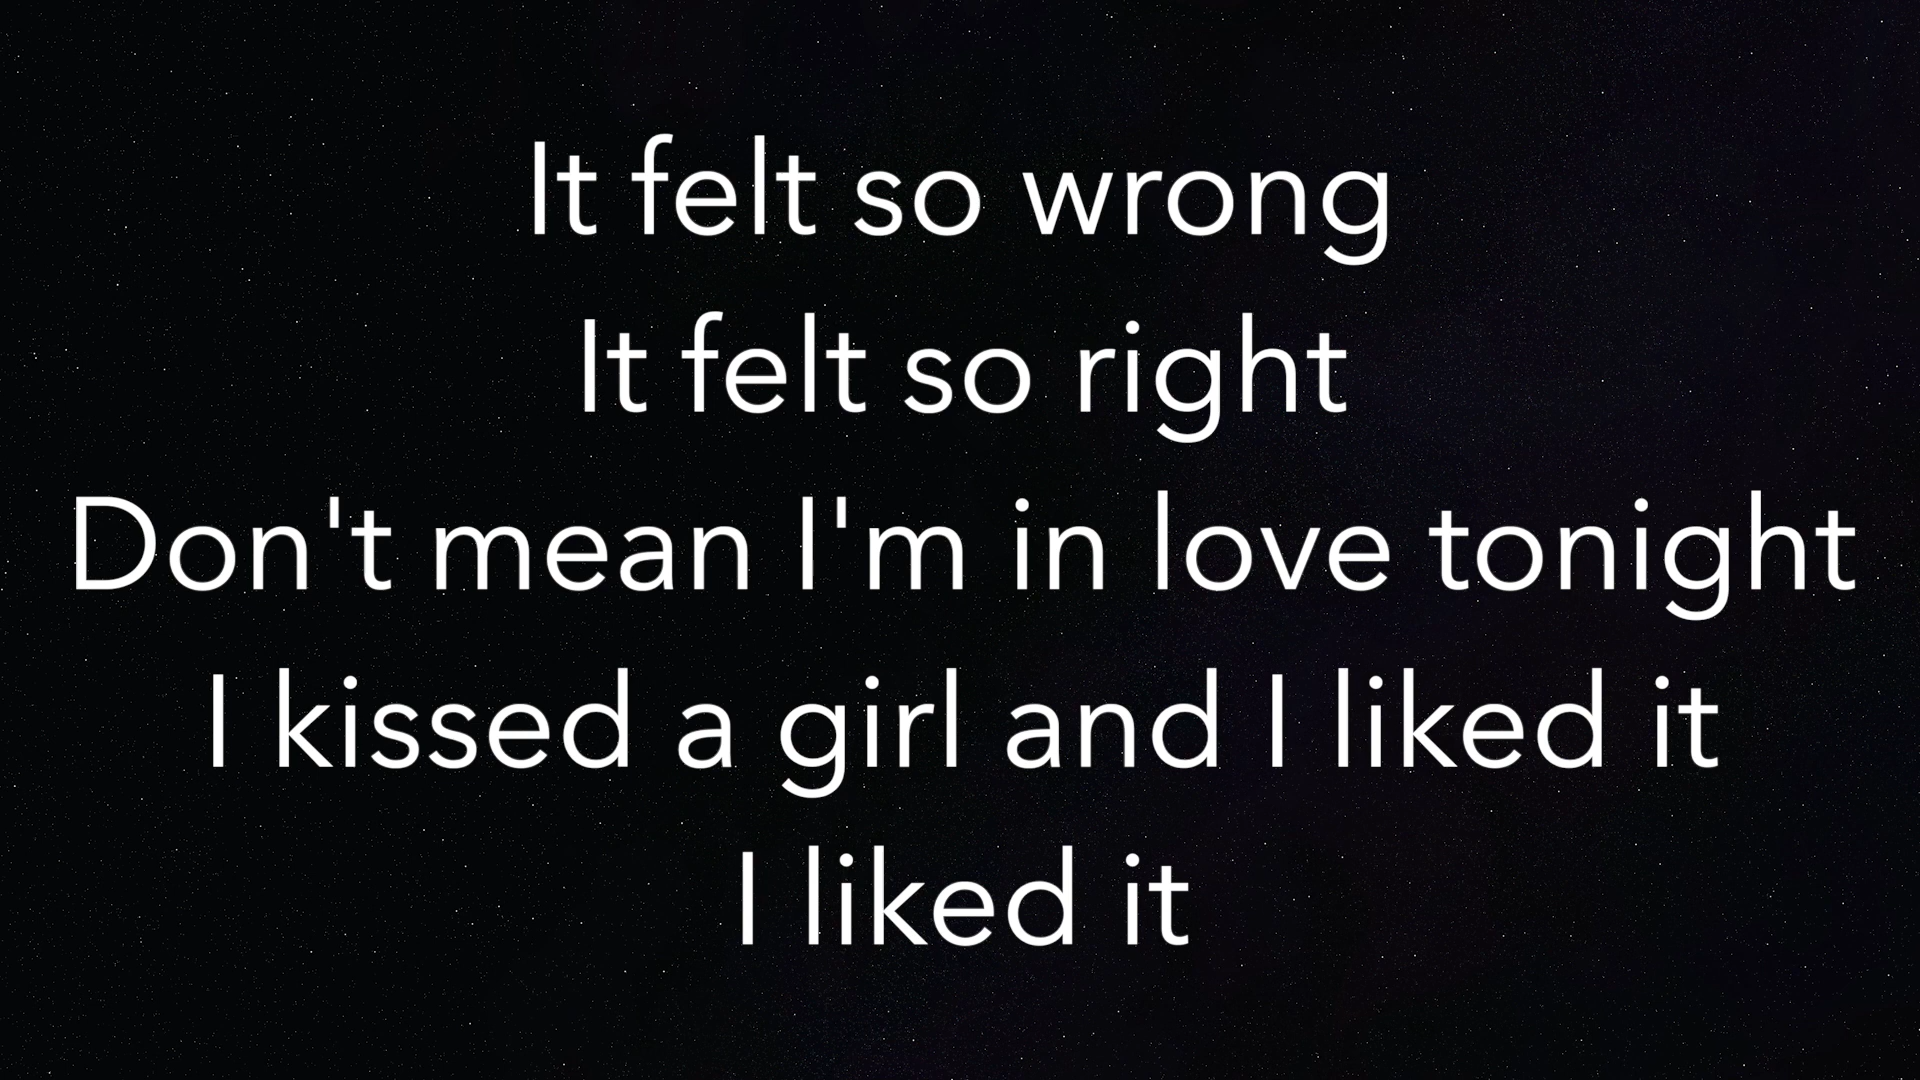 It felt so wrong
It felt so right
Don't mean I'm in love tonight
I kissed a girl and I liked it
I liked it